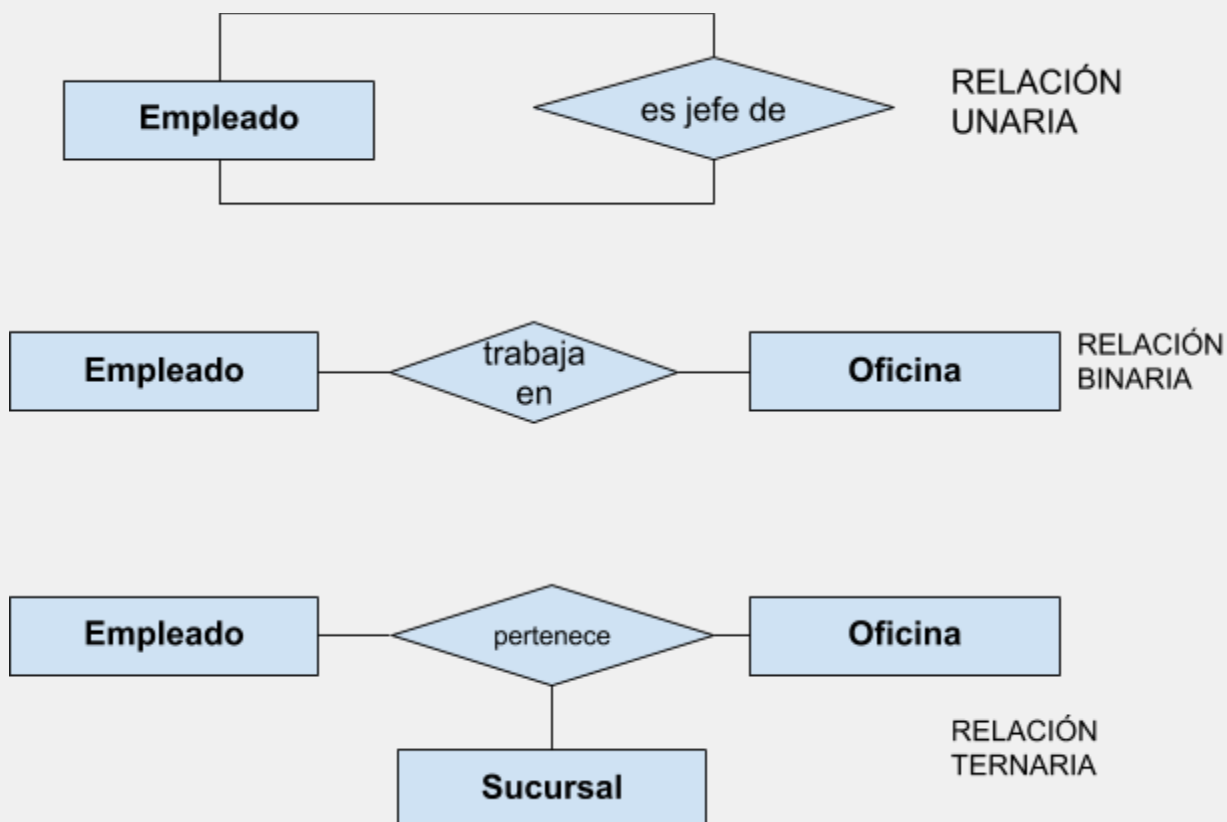 Empleado
es jefe de
RELACIÓN
UNARIA
Empleado
trabaja
en
Oficina
RELACIÓN
BINARIA
Empleado
pertenece
Oficina
Sucursal
RELACIÓN
TERNARIA